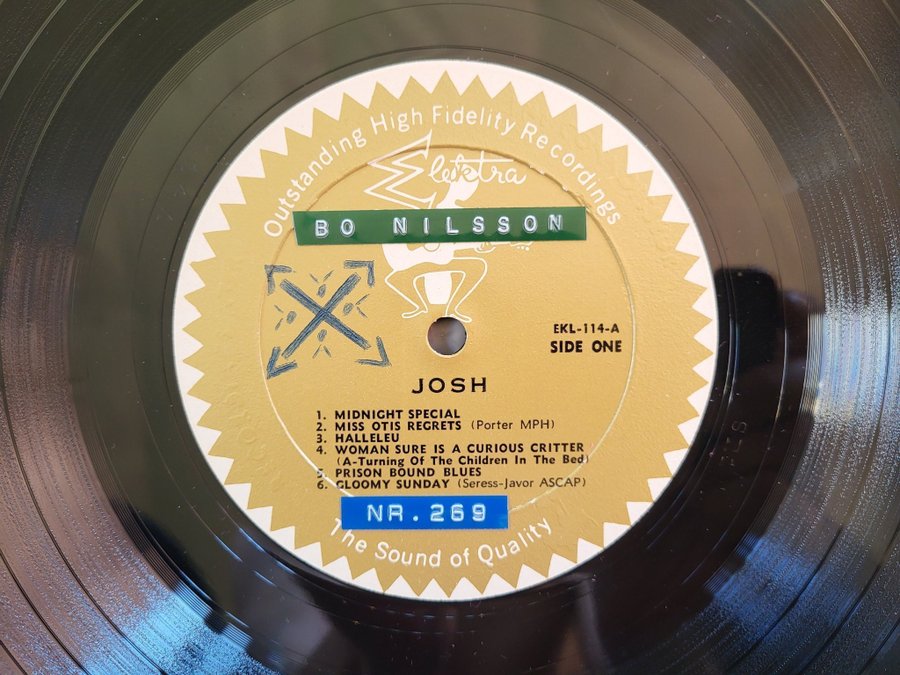 Outstanding High Fidelity Recordings
Elektra
BO NILSSON
EKL-114-A
SIDE ONE
JOSH
1. MIDNIGHT SPECIAL
2. MISS OTIS REGRETS (Porter MPH)
3. HALLELEU
4. WOMAN SURE IS A CURIOUS CRITTER
(A-Turning Of The Children In The Bed)
5. PRISON BOUND BLUES
6. GLOOMY SUNDAY (Seress-Javor ASCAP)
NR.269
The Sound of Quality